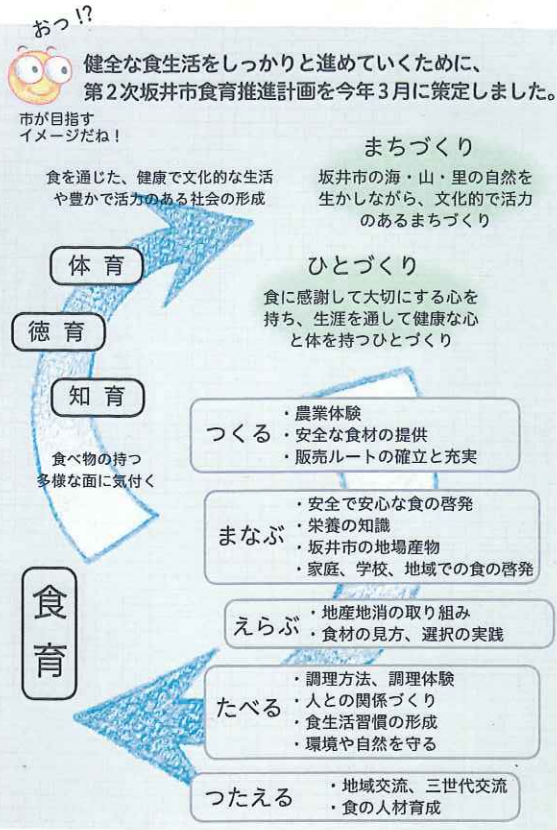 おっ!?
健全な食生活をしっかりと進めていくために、
第2次坂井市食育推進計画を今年3月に策定しました。
市が目指す
イメージだね！
まちづくり
坂井市の海・山・里の自然を
生かしながら、文化的で活力
のあるまちづくり
食を通じた、健康で文化的な生活
や豊かで活力のある社会の形成
ひとづくり
食に感謝して大切にする心を
持ち、生涯を通して健康な心
と体を持つひとづくり
体育
徳育
知育
食べ物の持つ
多様な面に気付く
食育
つくる
・農業体験
・安全な食材の提供
・販売ルートの確立と充実
まなぶ
・安全で安心な食の啓発
・栄養の知識
・坂井市の地場産物
・家庭、学校、地域での食の啓発
えらぶ
・地産地消の取り組み
・食材の見方、選択の実践
たべる
・調理方法、調理体験
・人との関係づくり
・食生活習慣の形成
・環境や自然を守る
つたえる
・地域交流、三世代交流
・食の人材育成